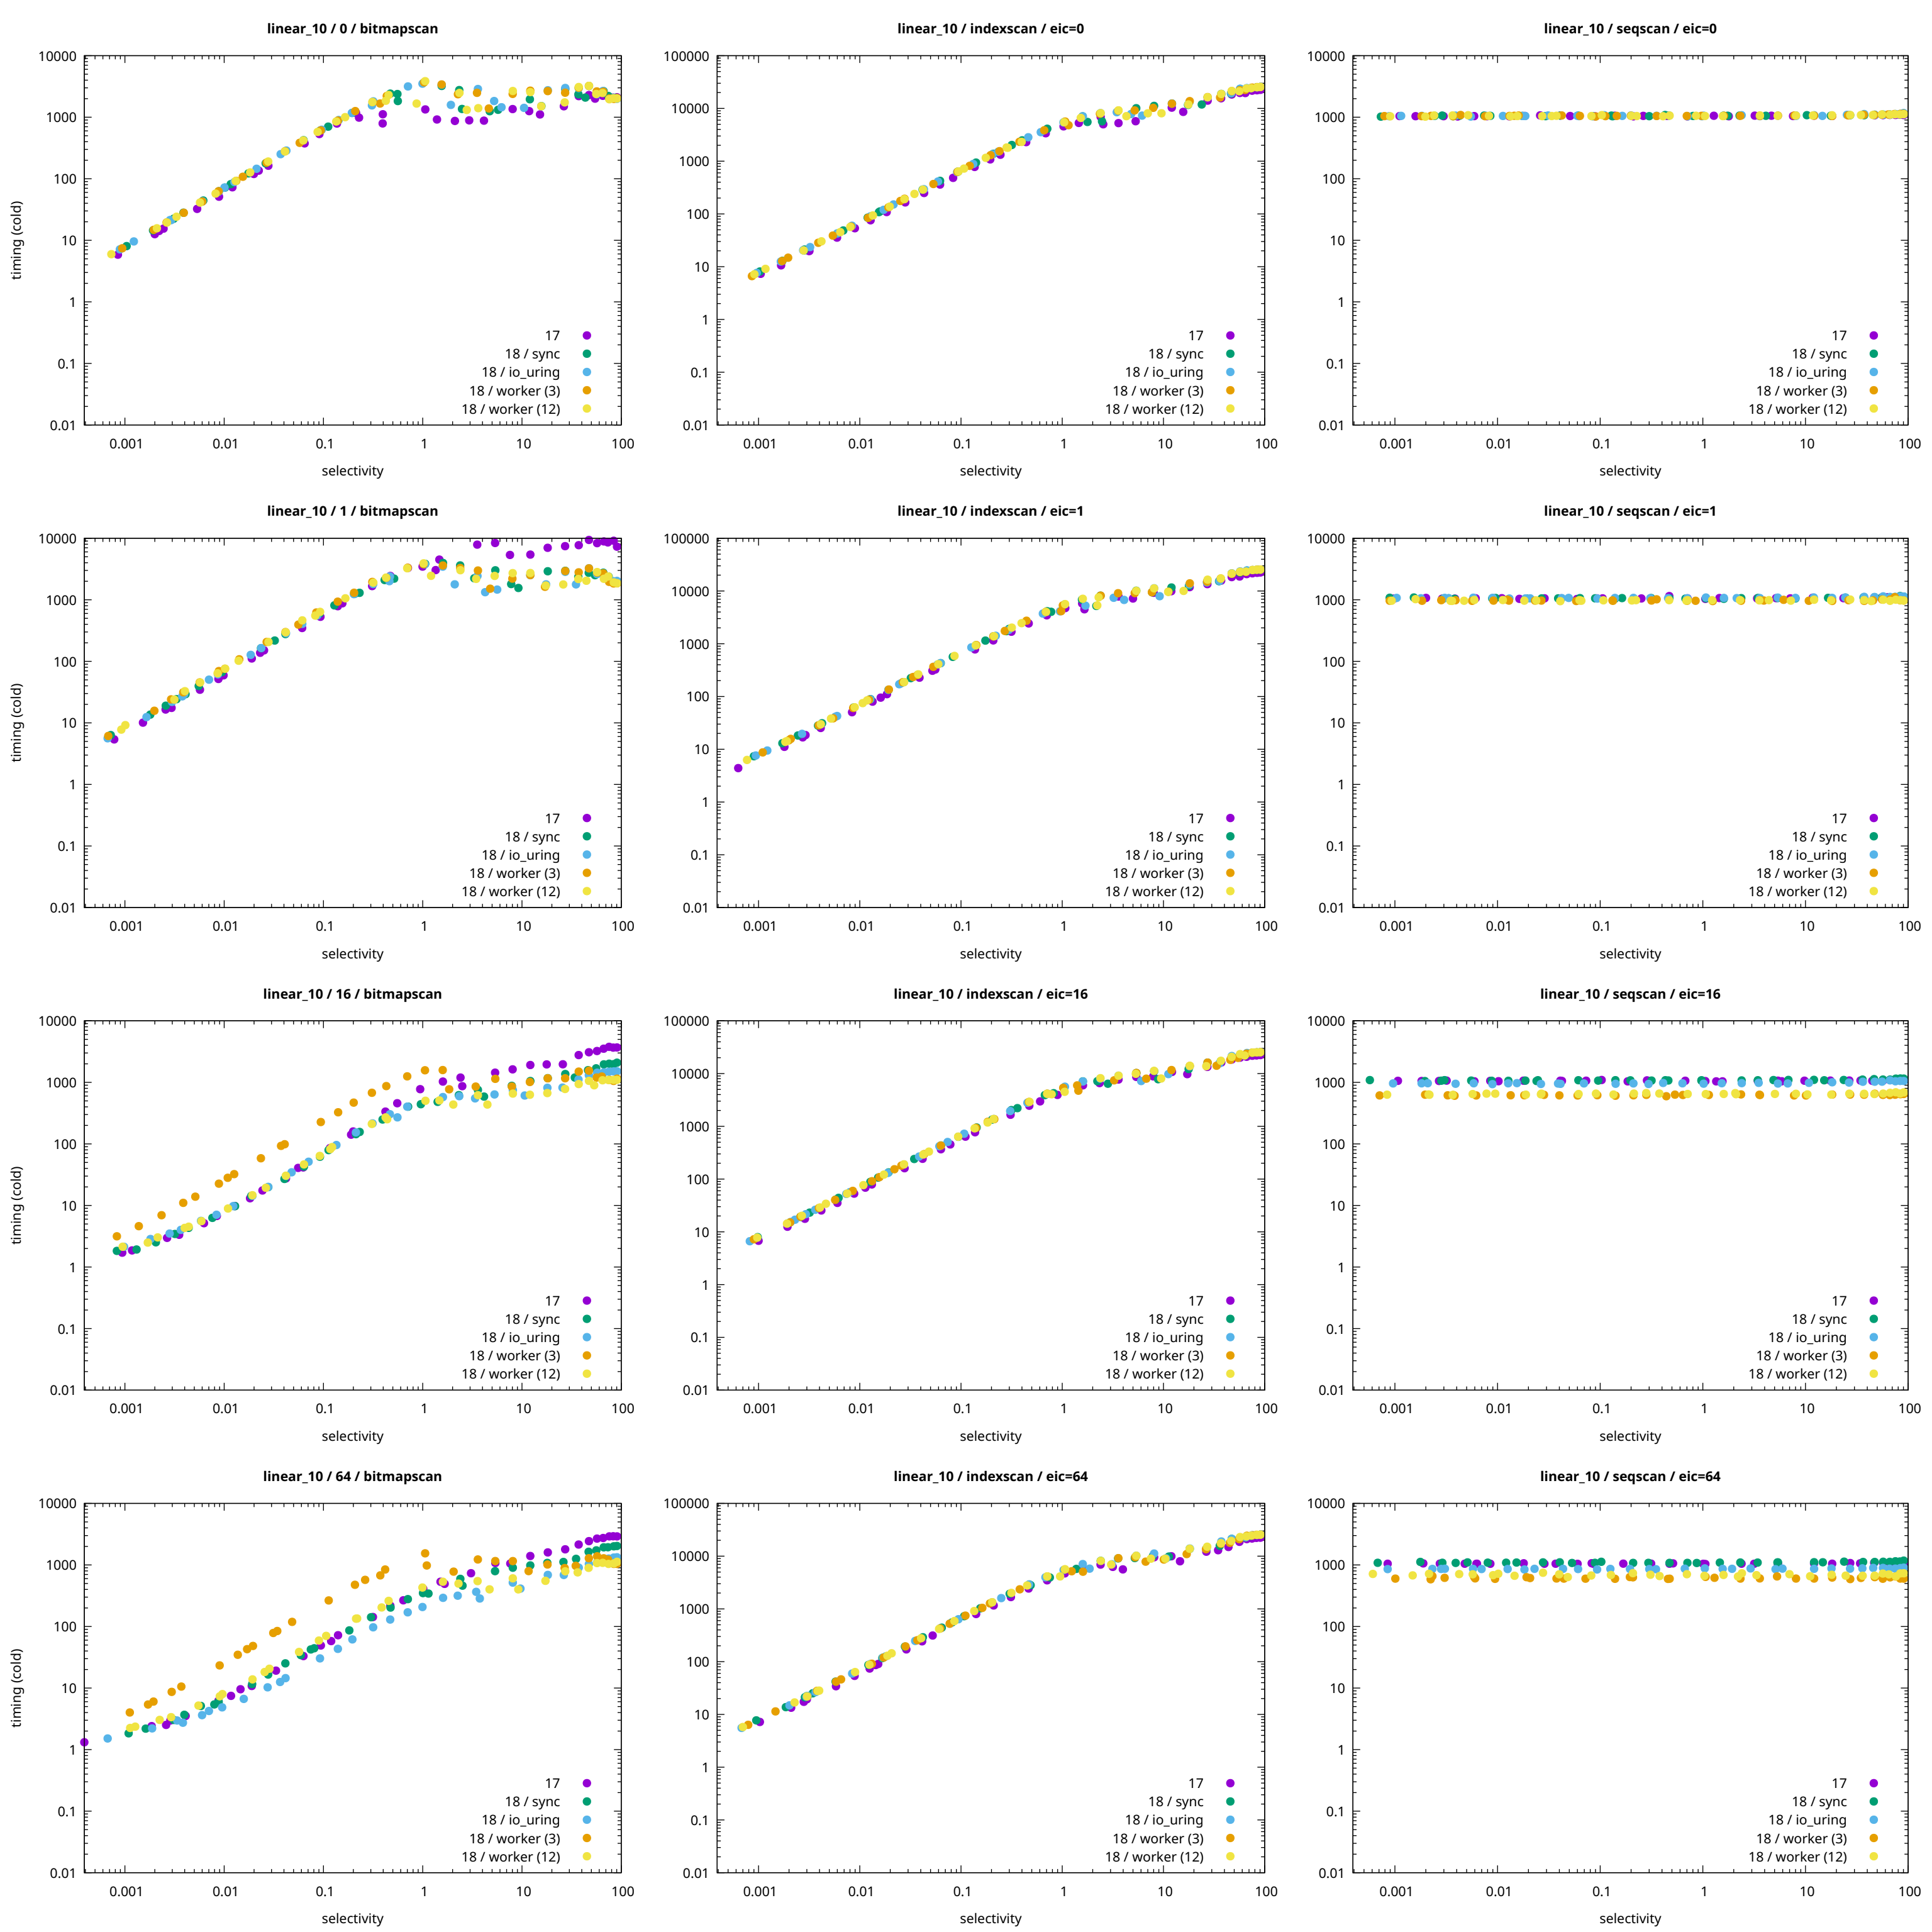 linear_10 / 0 / bitmapscan
10000
1000
100
10
1
0.1
0.01
timing (cold)
17
18 / sync
18 / io_uring
18 / worker (3)
18 / worker (12)
0.001 0.01 0.1 1 10 100
selectivity
linear_10 / indexscan / eic=0
100000
10000
1000
100
10
1
0.1
0.01
17
18 / sync
18 / io_uring
18 / worker (3)
18 / worker (12)
0.001 0.01 0.1 1 10 100
selectivity
linear_10 / seqscan / eic=0
10000
1000
100
10
1
0.1
0.01
17
18 / sync
18 / io_uring
18 / worker (3)
18 / worker (12)
0.001 0.01 0.1 1 10 100
selectivity
linear_10 / 1 / bitmapscan
10000
1000
100
10
1
0.1
0.01
timing (cold)
17
18 / sync
18 / io_uring
18 / worker (3)
18 / worker (12)
0.001 0.01 0.1 1 10 100
selectivity
linear_10 / indexscan / eic=1
100000
10000
1000
100
10
1
0.1
0.01
17
18 / sync
18 / io_uring
18 / worker (3)
18 / worker (12)
0.001 0.01 0.1 1 10 100
selectivity
linear_10 / seqscan / eic=1
10000
1000
100
10
1
0.1
0.01
17
18 / sync
18 / io_uring
18 / worker (3)
18 / worker (12)
0.001 0.01 0.1 1 10 100
selectivity
linear_10 / 16 / bitmapscan
10000
1000
100
10
1
0.1
0.01
timing (cold)
17
18 / sync
18 / io_uring
18 / worker (3)
18 / worker (12)
0.001 0.01 0.1 1 10 100
selectivity
linear_10 / indexscan / eic=16
100000
10000
1000
100
10
1
0.1
0.01
17
18 / sync
18 / io_uring
18 / worker (3)
18 / worker (12)
0.001 0.01 0.1 1 10 100
selectivity
linear_10 / seqscan / eic=16
10000
1000
100
10
1
0.1
0.01
17
18 / sync
18 / io_uring
18 / worker (3)
18 / worker (12)
0.001 0.01 0.1 1 10 100
selectivity
linear_10 / 64 / bitmapscan
10000
1000
100
10
1
0.1
0.01
timing (cold)
17
18 / sync
18 / io_uring
18 / worker (3)
18 / worker (12)
0.001 0.01 0.1 1 10 100
selectivity
linear_10 / indexscan / eic=64
100000
10000
1000
100
10
1
0.1
0.01
17
18 / sync
18 / io_uring
18 / worker (3)
18 / worker (12)
0.001 0.01 0.1 1 10 100
selectivity
linear_10 / seqscan / eic=64
10000
1000
100
10
1
0.1
0.01
17
18 / sync
18 / io_uring
18 / worker (3)
18 / worker (12)
0.001 0.01 0.1 1 10 100
selectivity